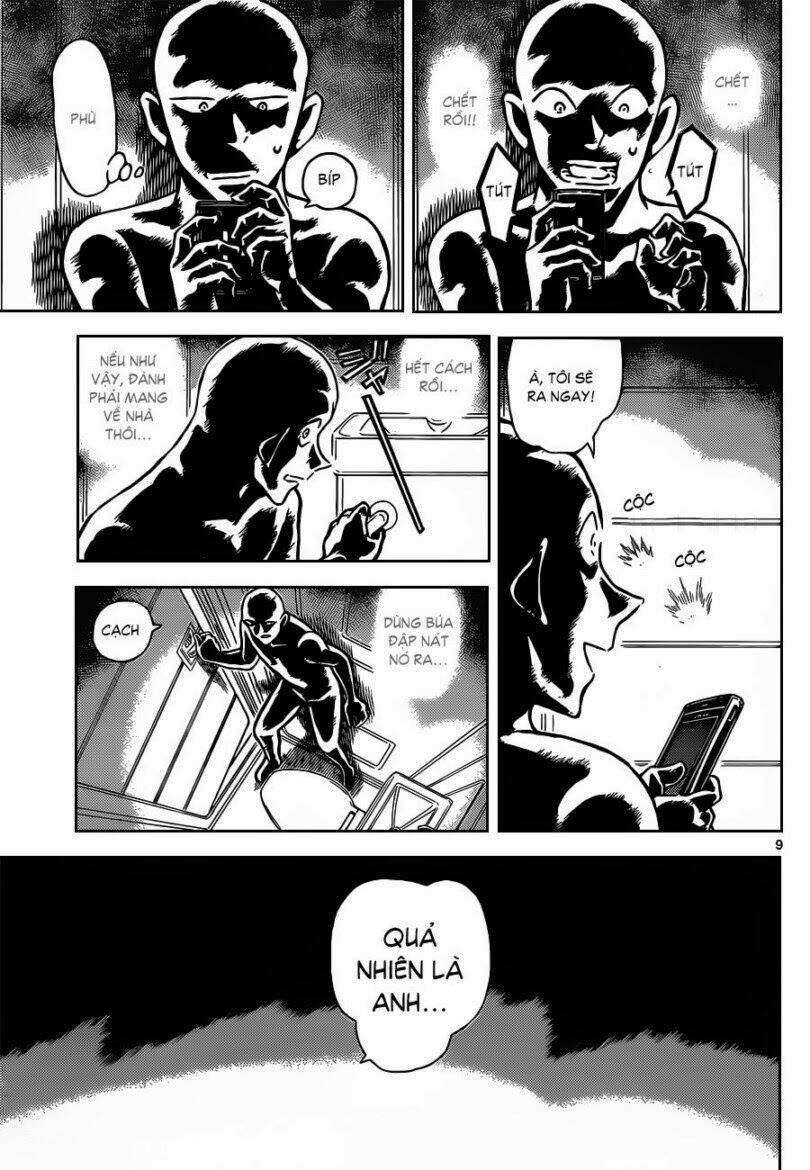 CHẾT
...
CHẾT
RỒI!!
TÚT
TÚT
PHÙ
BÍP
À, TÔI SẼ
RA NGAY!
CỘC
CỘC
HẾT CÁCH
RỒI...
NẾU NHƯ
VẬY, ĐÀNH
PHẢI MANG
VỀ NHÀ
THÔI...
DÙNG BÚA
ĐẬP NÁT
NÓ RA...
CẠCH
9
QUẢ
NHIÊN LÀ
ANH...